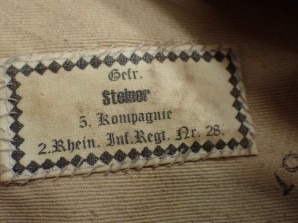 Gefr.
Steiner
5. Kompagnie
2.Rhein. Inf.Regt. Nr. 28.